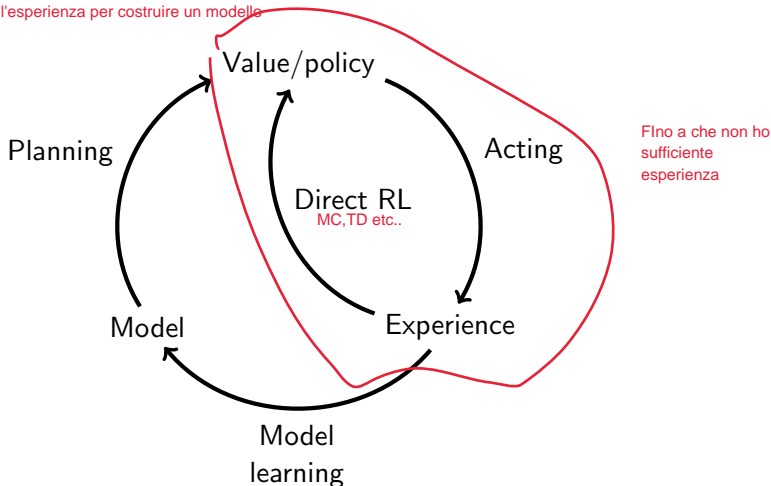 l'esperienza per costruire un modello
Value/policy
Planning
Acting
FIno a che non ho
sufficiente
esperienza
Direct RL
MC,TD etc..
Model
Experience
Model
learning